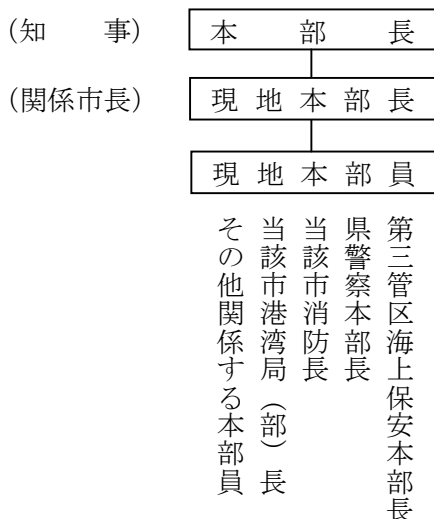 (知　事)　本　部　長
(関係市長)　現 地 本 部 長
現 地 本 部 員
第三管区海上保安本部長
県警察本部長
当該市消防長
当該市港湾局（部）長
その他関係する本部員